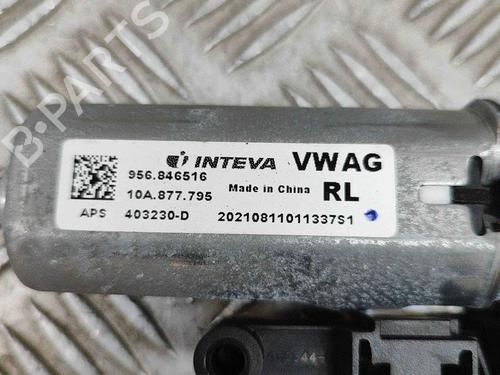 B-PARTS
INTEVA VWAG
956.846516
10A.877.795 Made in China RL
APS 403230-D 20210811011337S1